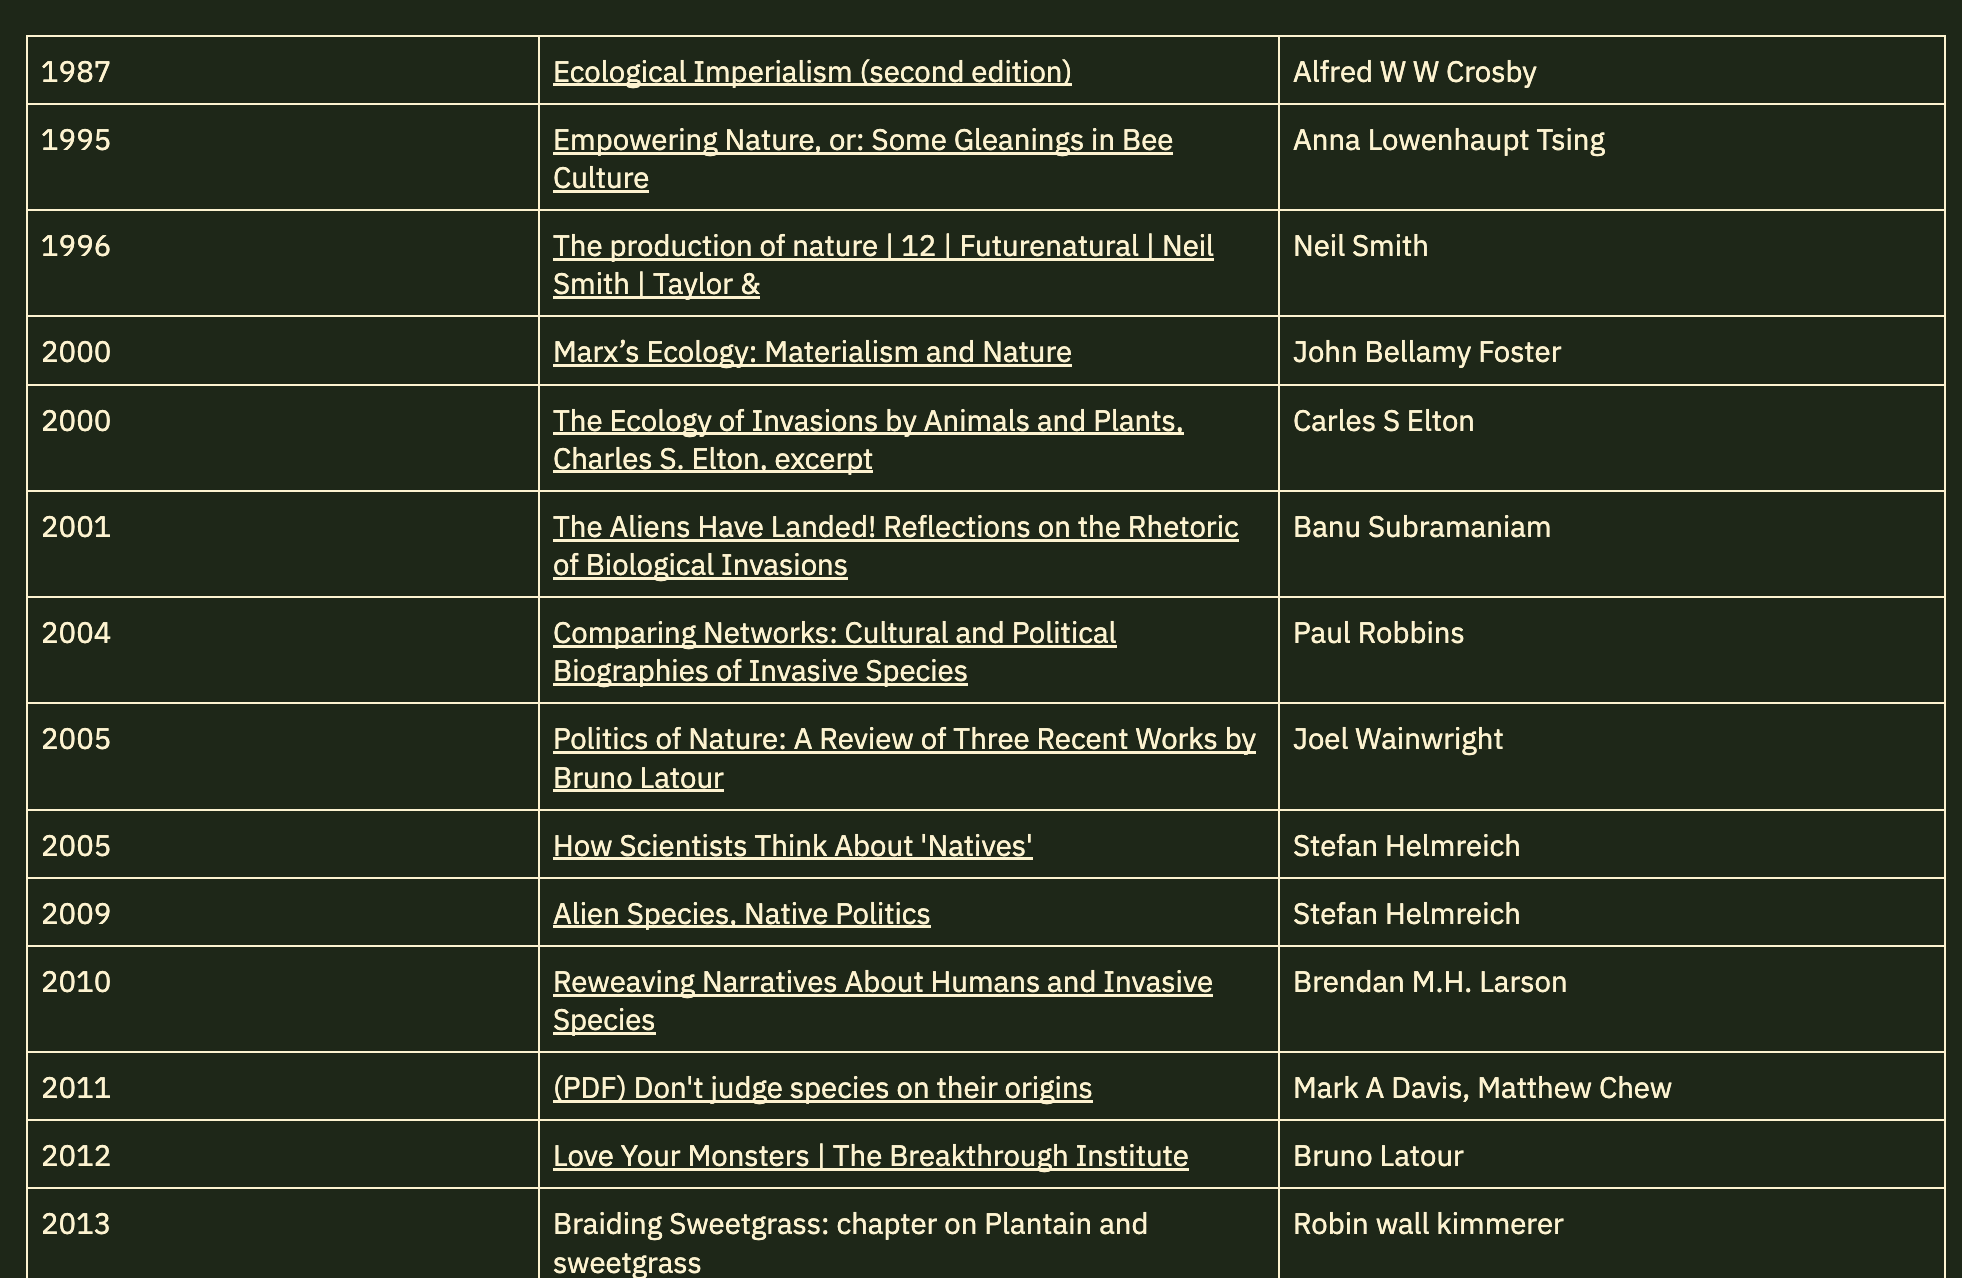 1987
Ecological Imperialism (second edition)
Alfred W W Crosby
1995
Empowering Nature, or: Some Gleanings in Bee
Culture
Anna Lowenhaupt Tsing
1996
The production of nature | 12 | Futurenatural | Neil
Smith | Taylor &
Neil Smith
2000
Marx’s Ecology: Materialism and Nature
John Bellamy Foster
2000
The Ecology of Invasions by Animals and Plants,
Charles S. Elton, excerpt
Carles S Elton
2001
The Aliens Have Landed! Reflections on the Rhetoric
of Biological Invasions
Banu Subramaniam
2004
Comparing Networks: Cultural and Political
Biographies of Invasive Species
Paul Robbins
2005
Politics of Nature: A Review of Three Recent Works by
Bruno Latour
Joel Wainwright
2005
How Scientists Think About 'Natives'
Stefan Helmreich
2009
Alien Species, Native Politics
Stefan Helmreich
2010
Reweaving Narratives About Humans and Invasive
Species
Brendan M.H. Larson
2011
(PDF) Don't judge species on their origins
Mark A Davis, Matthew Chew
2012
Love Your Monsters | The Breakthrough Institute
Bruno Latour
2013
Braiding Sweetgrass: chapter on Plantain and
sweetgrass
Robin wall kimmerer